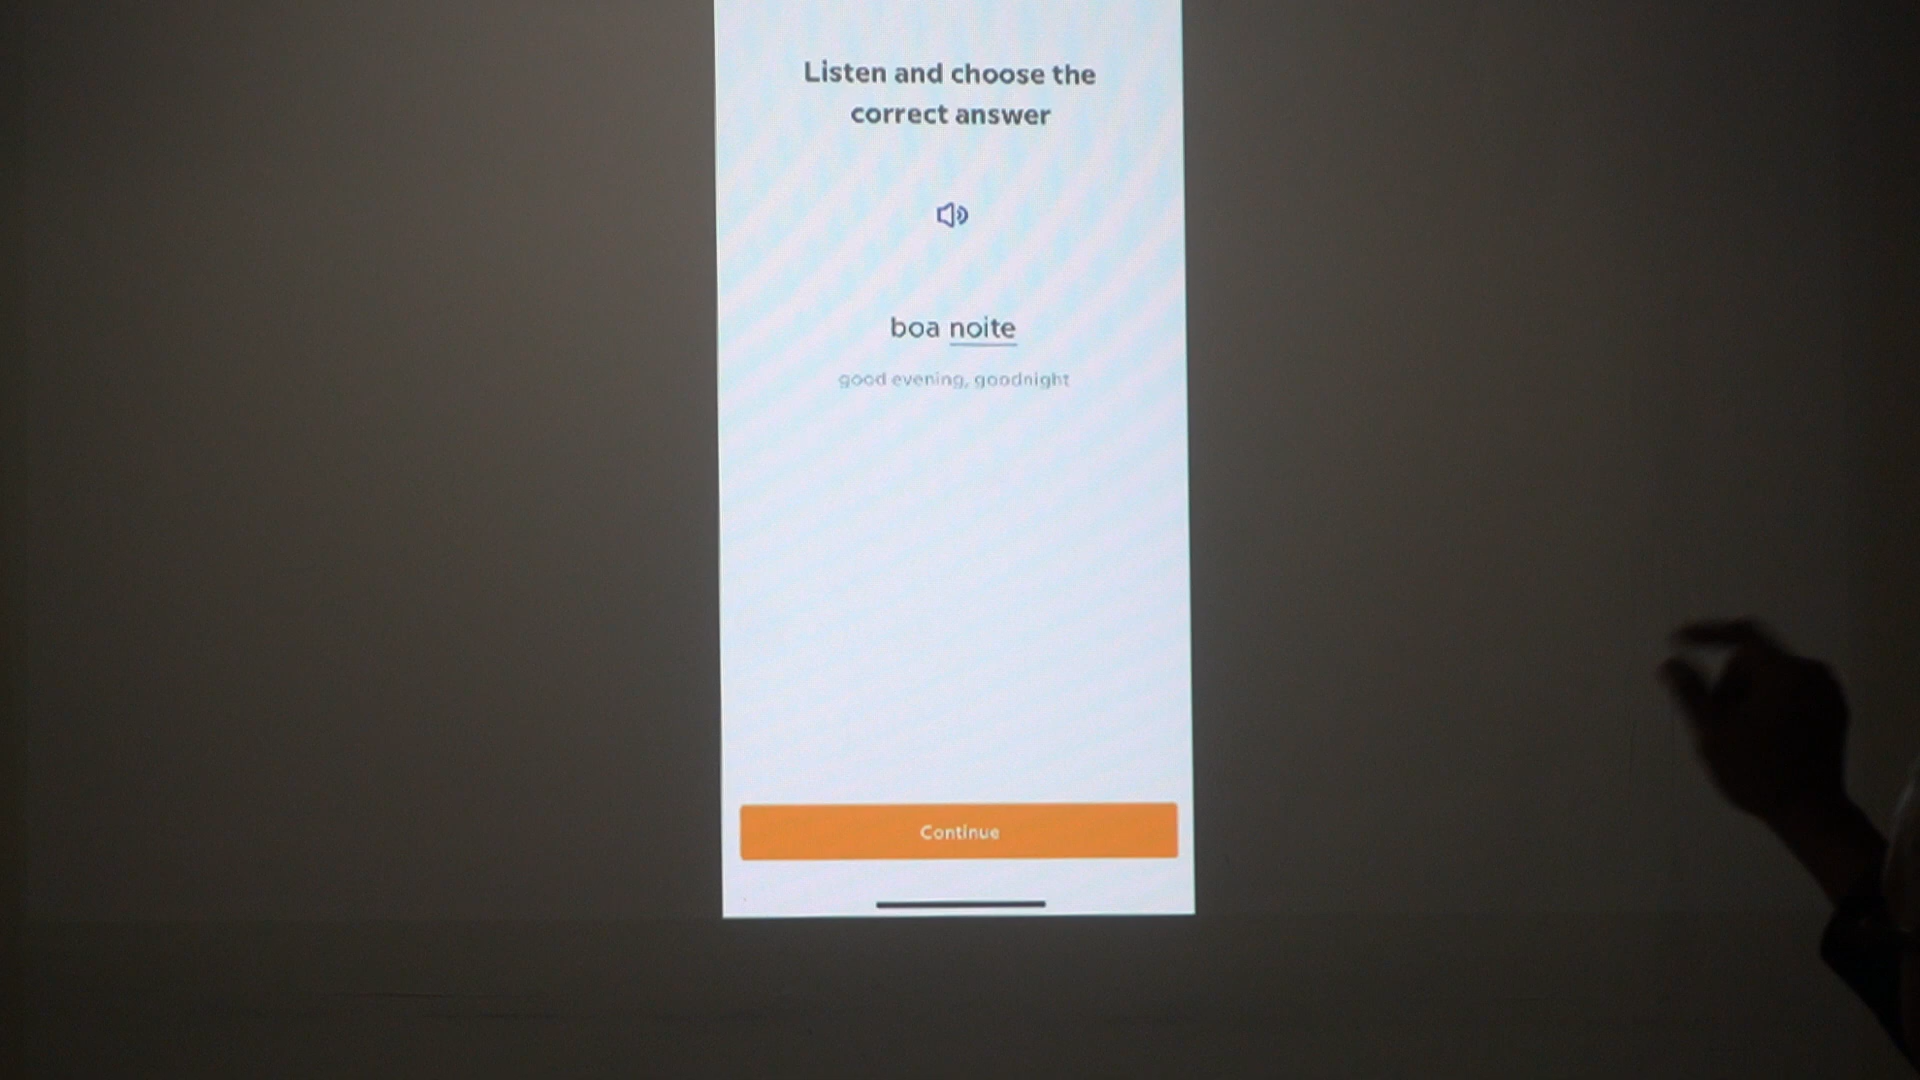 Listen and choose the
correct answer
boa noite
good evening, goodnight
Continue